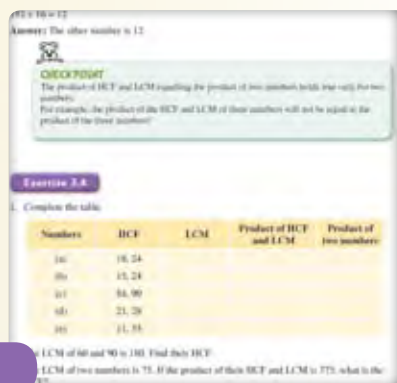 Answer: The other number is 12
CHECKPOINT
The product of HCF and LCM equalling the product of two numbers holds true only for two
numbers.
For example, the product of the HCF and LCM of three numbers will not be equal to the
product of the three numbers!
Exercise 3.4
1. Complete the table.
Numbers HCF LCM Product of HCF and LCM Product of two numbers
(a) 18, 24
(b) 15, 24
(c) 90
(d) 21, 28
(e) 11, 55
LCM of 60 and 90 is 180. Find their HCF.
LCM of two numbers is 75. If the product of their HCF and LCM is 375, what is the